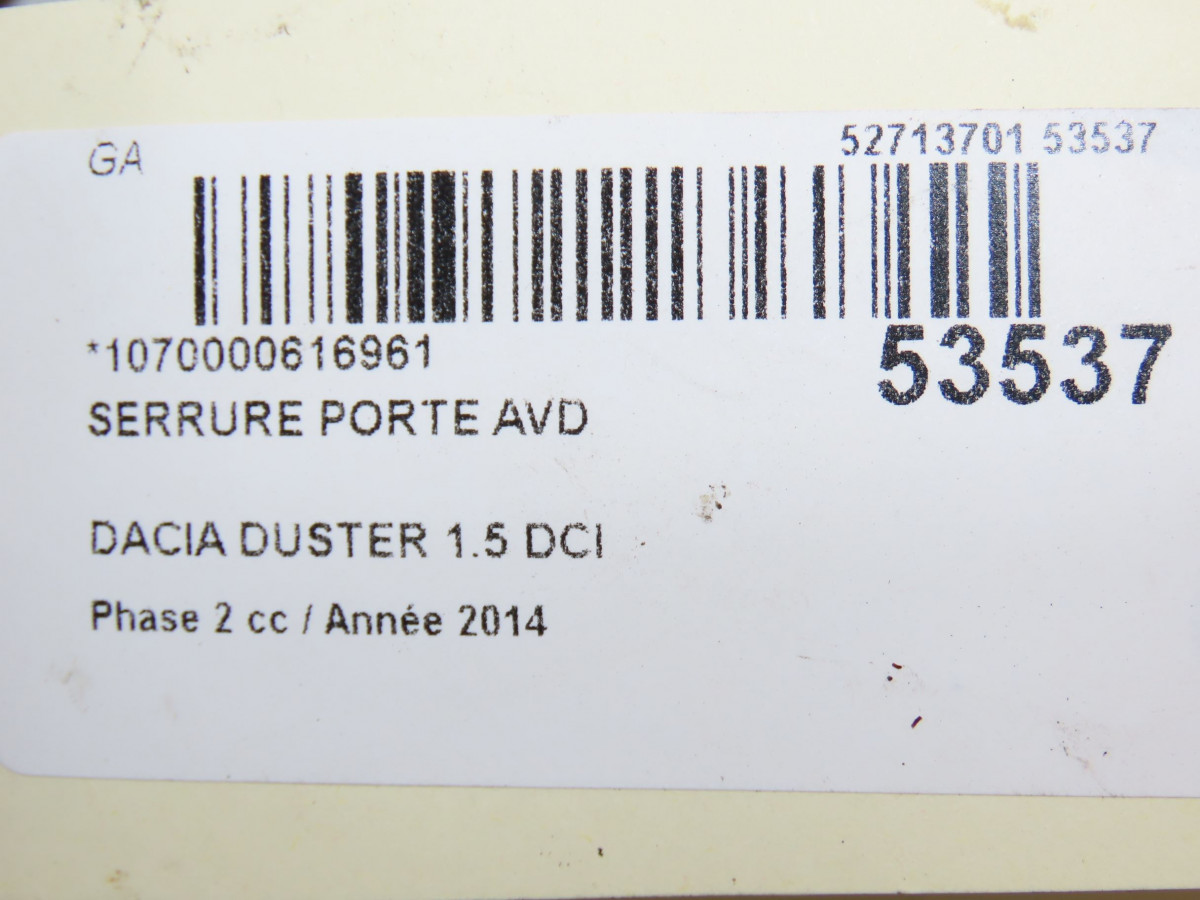 GA
52713701 53537
*1070000616961
53537
SERRURE PORTE AVD
DACIA DUSTER 1.5 DCI
Phase 2 cc / Année 2014